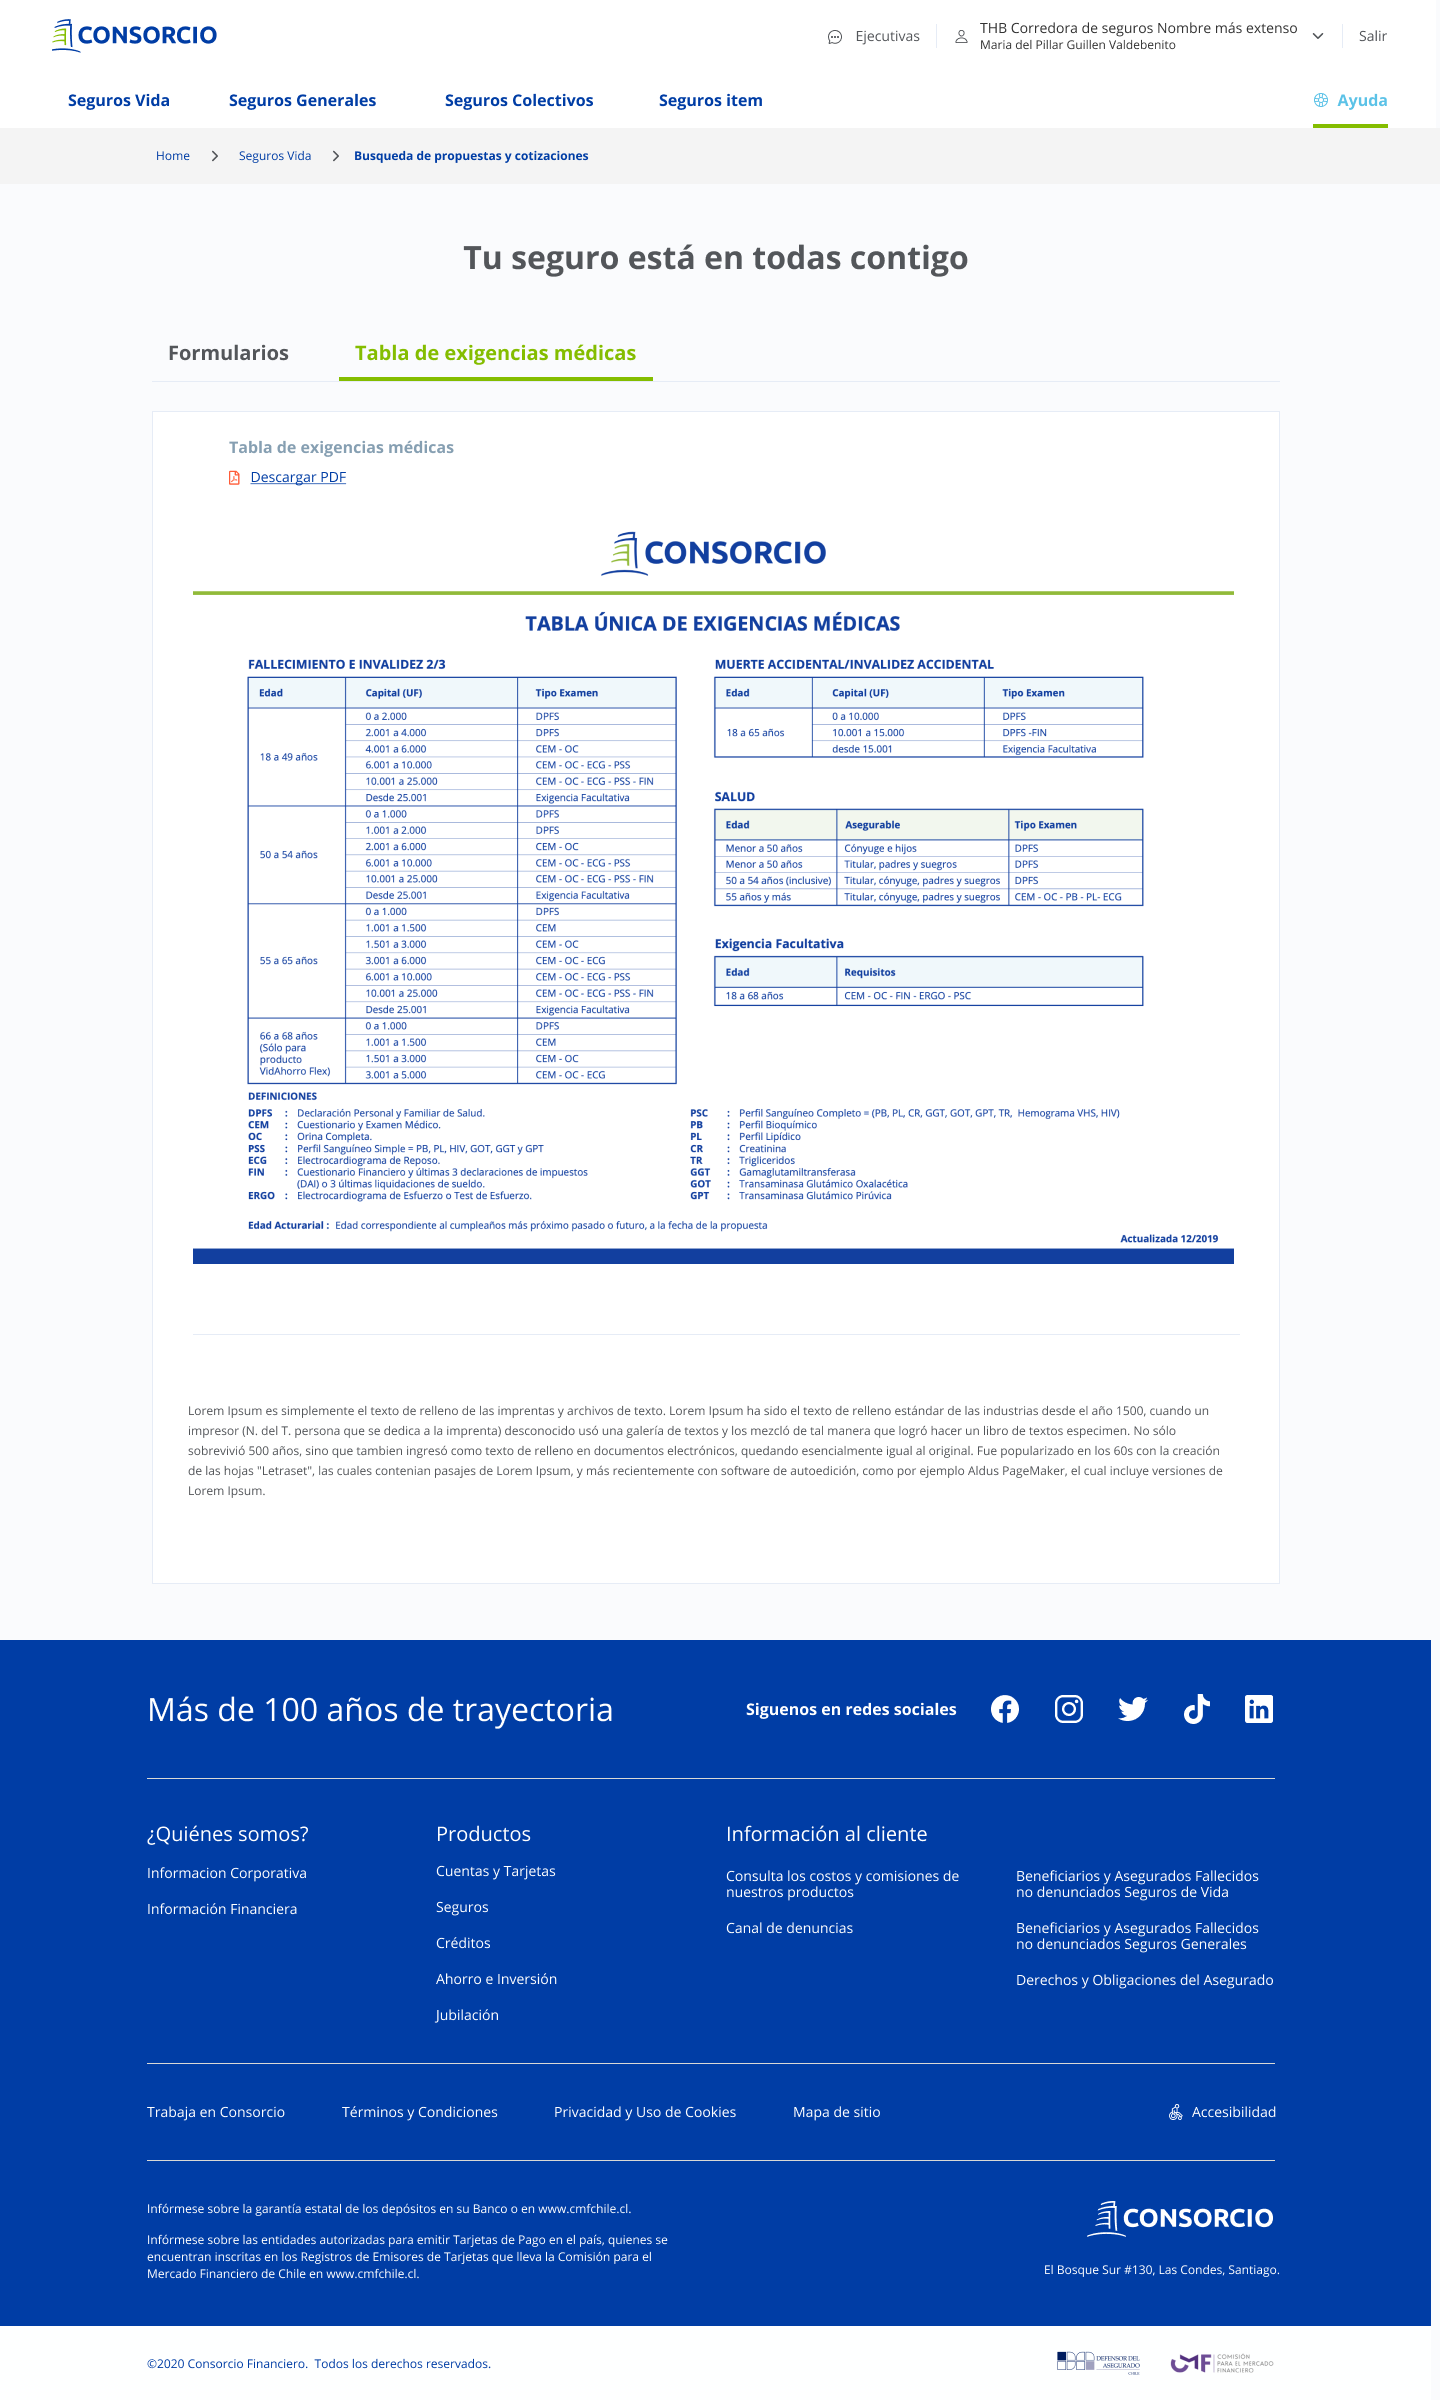 CONSORCIO
Ejecutivas
THB Corredora de seguros Nombre más extenso
Maria del Pillar Guillen Valdebenito
Salir
Seguros Vida
Seguros Generales
Seguros Colectivos
Seguros item
Ayuda
Home
Seguros Vida
Busqueda de propuestas y cotizaciones
Tu seguro está en todas contigo
Formularios
Tabla de exigencias médicas
Tabla de exigencias médicas
Descargar PDF
CONSORCIO
TABLA ÚNICA DE EXIGENCIAS MÉDICAS
FALLECIMIENTO E INVALIDEZ 2/3
Edad Capital (UF) Tipo Examen
18 a 49 años
0 a 2.000 DPFS
2.001 a 4.000 DPFS
4.001 a 6.000 CEM - OC
6.001 a 10.000 CEM - OC - ECG - PSS
10.001 a 25.000 CEM - OC - ECG - PSS - FIN
Desde 25.001 Exigencia Facultativa
50 a 54 años
0 a 1.000 DPFS
1.001 a 2.000 DPFS
2.001 a 6.000 CEM - OC
6.001 a 10.000 CEM - OC - ECG - PSS
10.001 a 25.000 CEM - OC - ECG - PSS - FIN
Desde 25.001 Exigencia Facultativa
55 a 65 años
0 a 1.000 DPFS
1.001 a 1.500 CEM
1.501 a 3.000 CEM - OC
3.001 a 6.000 CEM - OC - ECG
6.001 a 10.000 CEM - OC - ECG - PSS
10.001 a 25.000 CEM - OC - ECG - PSS - FIN
Desde 25.001 Exigencia Facultativa
66 a 68 años
(Sólo para
producto
VidAhorro Flex)
0 a 1.000 DPFS
1.001 a 1.500 CEM
1.501 a 3.000 CEM - OC
3.001 a 5.000 CEM - OC - ECG
MUERTE ACCIDENTAL/INVALIDEZ ACCIDENTAL
Edad Capital (UF) Tipo Examen
18 a 65 años
0 a 10.000 DPFS
10.001 a 15.000 DPFS -FIN
desde 15.001 Exigencia Facultativa
SALUD
Edad Asegurable Tipo Examen
Menor a 50 años Cónyuge e hijos DPFS
Menor a 50 años Titular, padres y suegros DPFS
50 a 54 años (inclusive) Titular, cónyuge, padres y suegros DPFS
55 años y más Titular, cónyuge, padres y suegros CEM - OC - PB - PL- ECG
Exigencia Facultativa
Edad Requisitos
18 a 68 años CEM - OC - FIN - ERGO - PSC
DEFINICIONES
DPFS : Declaración Personal y Familiar de Salud.
CEM : Cuestionario y Examen Médico.
OC : Orina Completa.
PSS : Perfil Sanguíneo Simple = PB, PL, HIV, GOT, GGT y GPT
ECG : Electrocardiograma de Reposo.
FIN : Cuestionario Financiero y últimas 3 declaraciones de impuestos
(DAI) o 3 últimas liquidaciones de sueldo.
ERGO : Electrocardiograma de Esfuerzo o Test de Esfuerzo.
PSC : Perfil Sanguíneo Completo = (PB, PL, CR, GGT, GOT, GPT, TR, Hemograma VHS, HIV)
PB : Perfil Bioquímico
PL : Perfil Lipídico
CR : Creatinina
TR : Trigliceridos
GGT : Gamaglutamiltransferasa
GOT : Transaminasa Glutámico Oxalacética
GPT : Transaminasa Glutámico Pirúvica
Edad Acturarial : Edad correspondiente al cumpleaños más próximo pasado o futuro, a la fecha de la propuesta
Actualizada 12/2019
Lorem Ipsum es simplemente el texto de relleno de las imprentas y archivos de texto. Lorem Ipsum ha sido el texto de relleno estándar de las industrias desde el año 1500, cuando un
impresor (N. del T. persona que se dedica a la imprenta) desconocido usó una galería de textos y los mezcló de tal manera que logró hacer un libro de textos especimen. No sólo
sobrevivió 500 años, sino que tambien ingresó como texto de relleno en documentos electrónicos, quedando esencialmente igual al original. Fue popularizado en los 60s con la creación
de las hojas "Letraset", las cuales contenian pasajes de Lorem Ipsum, y más recientemente con software de autoedición, como por ejemplo Aldus PageMaker, el cual incluye versiones de
Lorem Ipsum.
Más de 100 años de trayectoria
Siguenos en redes sociales
¿Quiénes somos?
Informacion Corporativa
Información Financiera
Productos
Cuentas y Tarjetas
Seguros
Créditos
Ahorro e Inversión
Jubilación
Información al cliente
Consulta los costos y comisiones de
nuestros productos
Canal de denuncias
Beneficiarios y Asegurados Fallecidos
no denunciados Seguros de Vida
Beneficiarios y Asegurados Fallecidos
no denunciados Seguros Generales
Derechos y Obligaciones del Asegurado
Trabaja en Consorcio
Términos y Condiciones
Privacidad y Uso de Cookies
Mapa de sitio
Accesibilidad
Infórmese sobre la garantía estatal de los depósitos en su Banco o en www.cmfchile.cl.
Infórmese sobre las entidades autorizadas para emitir Tarjetas de Pago en el país, quienes se
encuentran inscritas en los Registros de Emisores de Tarjetas que lleva la Comisión para el
Mercado Financiero de Chile en www.cmfchile.cl.
CONSORCIO
El Bosque Sur #130, Las Condes, Santiago.
©2020 Consorcio Financiero. Todos los derechos reservados.
DEFENSOR DEL
ASEGURADO
CHILE
CMF
COMISIÓN
PARA EL MERCADO
FINANCIERO